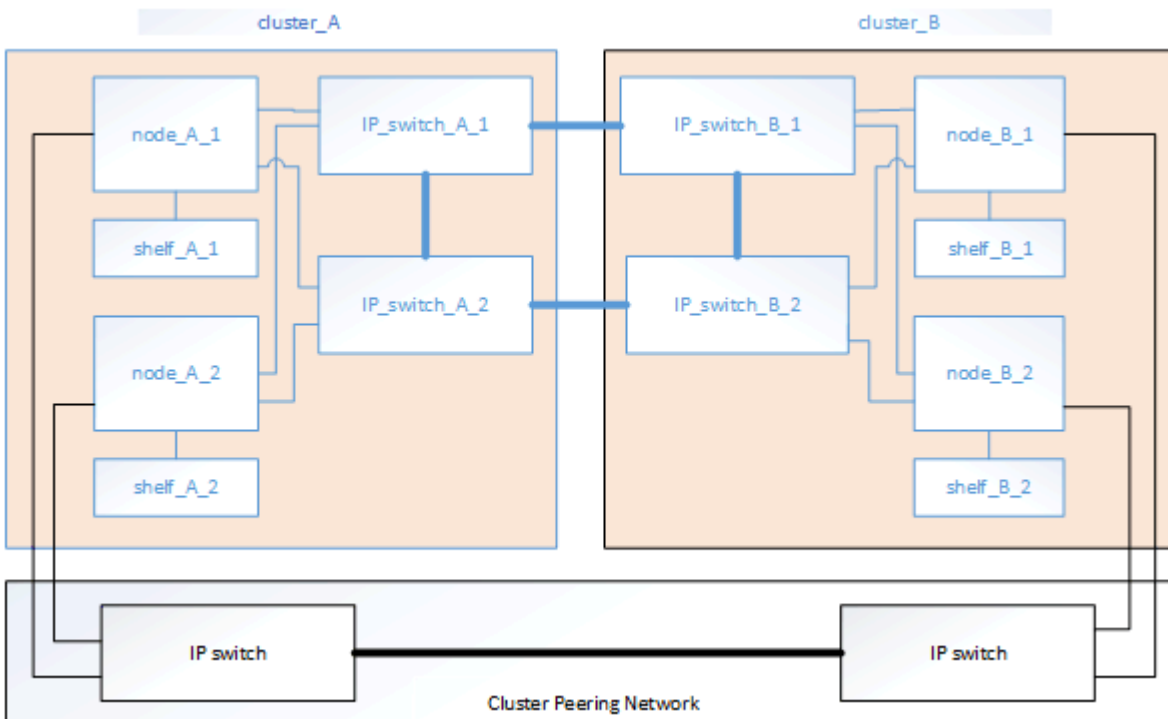 cluster_A
cluster_B
node_A_1
IP_switch_A_1
IP_switch_B_1
node_B_1
shelf_A_1
shelf_B_1
IP_switch_A_2
IP_switch_B_2
node_A_2
node_B_2
shelf_A_2
shelf_B_2
IP switch
IP switch
Cluster Peering Network